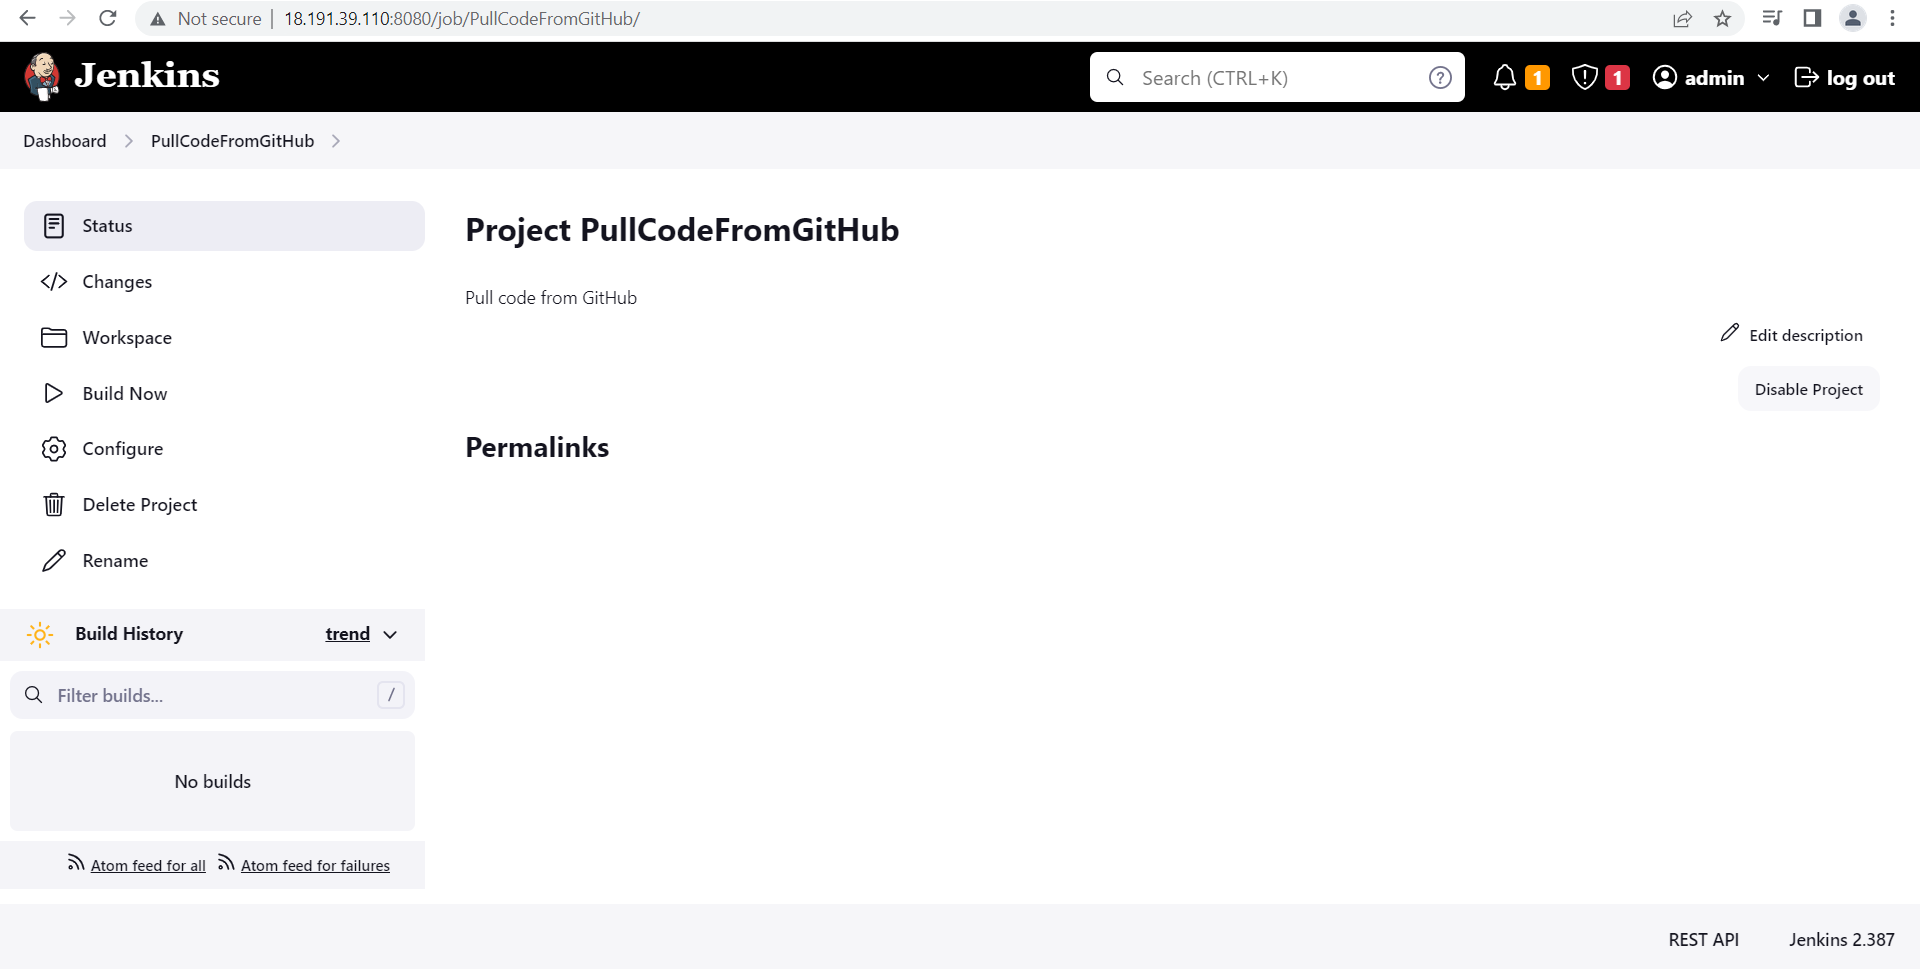 Not secure | 18.191.39.110:8080/job/PullCodeFromGitHub/
Jenkins
Search (CTRL+K)
?
1
1
admin
log out
Dashboard > PullCodeFromGitHub >
Status
Changes
Workspace
Build Now
Configure
Delete Project
Rename
Build History
trend
Filter builds...
/
No builds
Atom feed for all
Atom feed for failures
Project PullCodeFromGitHub
Pull code from GitHub
Edit description
Disable Project
Permalinks
REST API
Jenkins 2.387